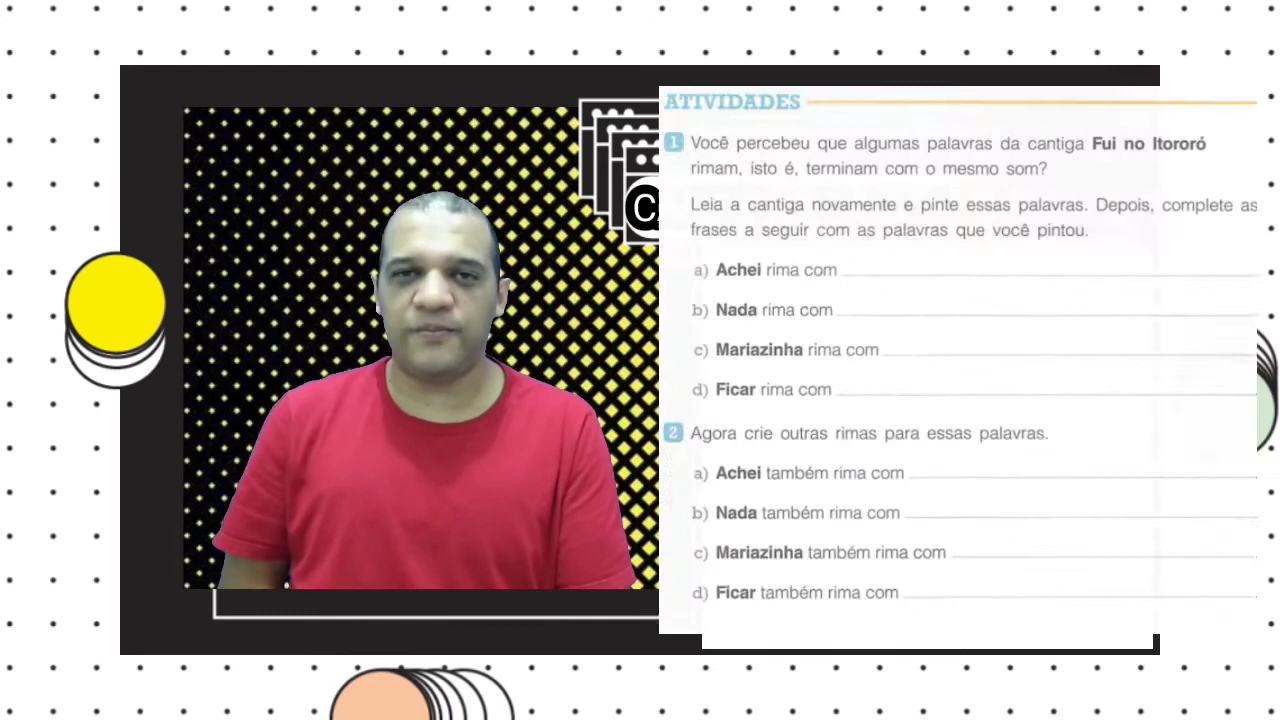 ATIVIDADES
1 Você percebeu que algumas palavras da cantiga Fui no Itororó
rimam, isto é, terminam com o mesmo som?
Leia a cantiga novamente e pinte essas palavras. Depois, complete as
frases a seguir com as palavras que você pintou.
a) Achei rima com
b) Nada rima com
c) Mariazinha rima com
d) Ficar rima com
2 Agora crie outras rimas para essas palavras.
a) Achei também rima com
b) Nada também rima com
c) Mariazinha também rima com
d) Ficar também rima com